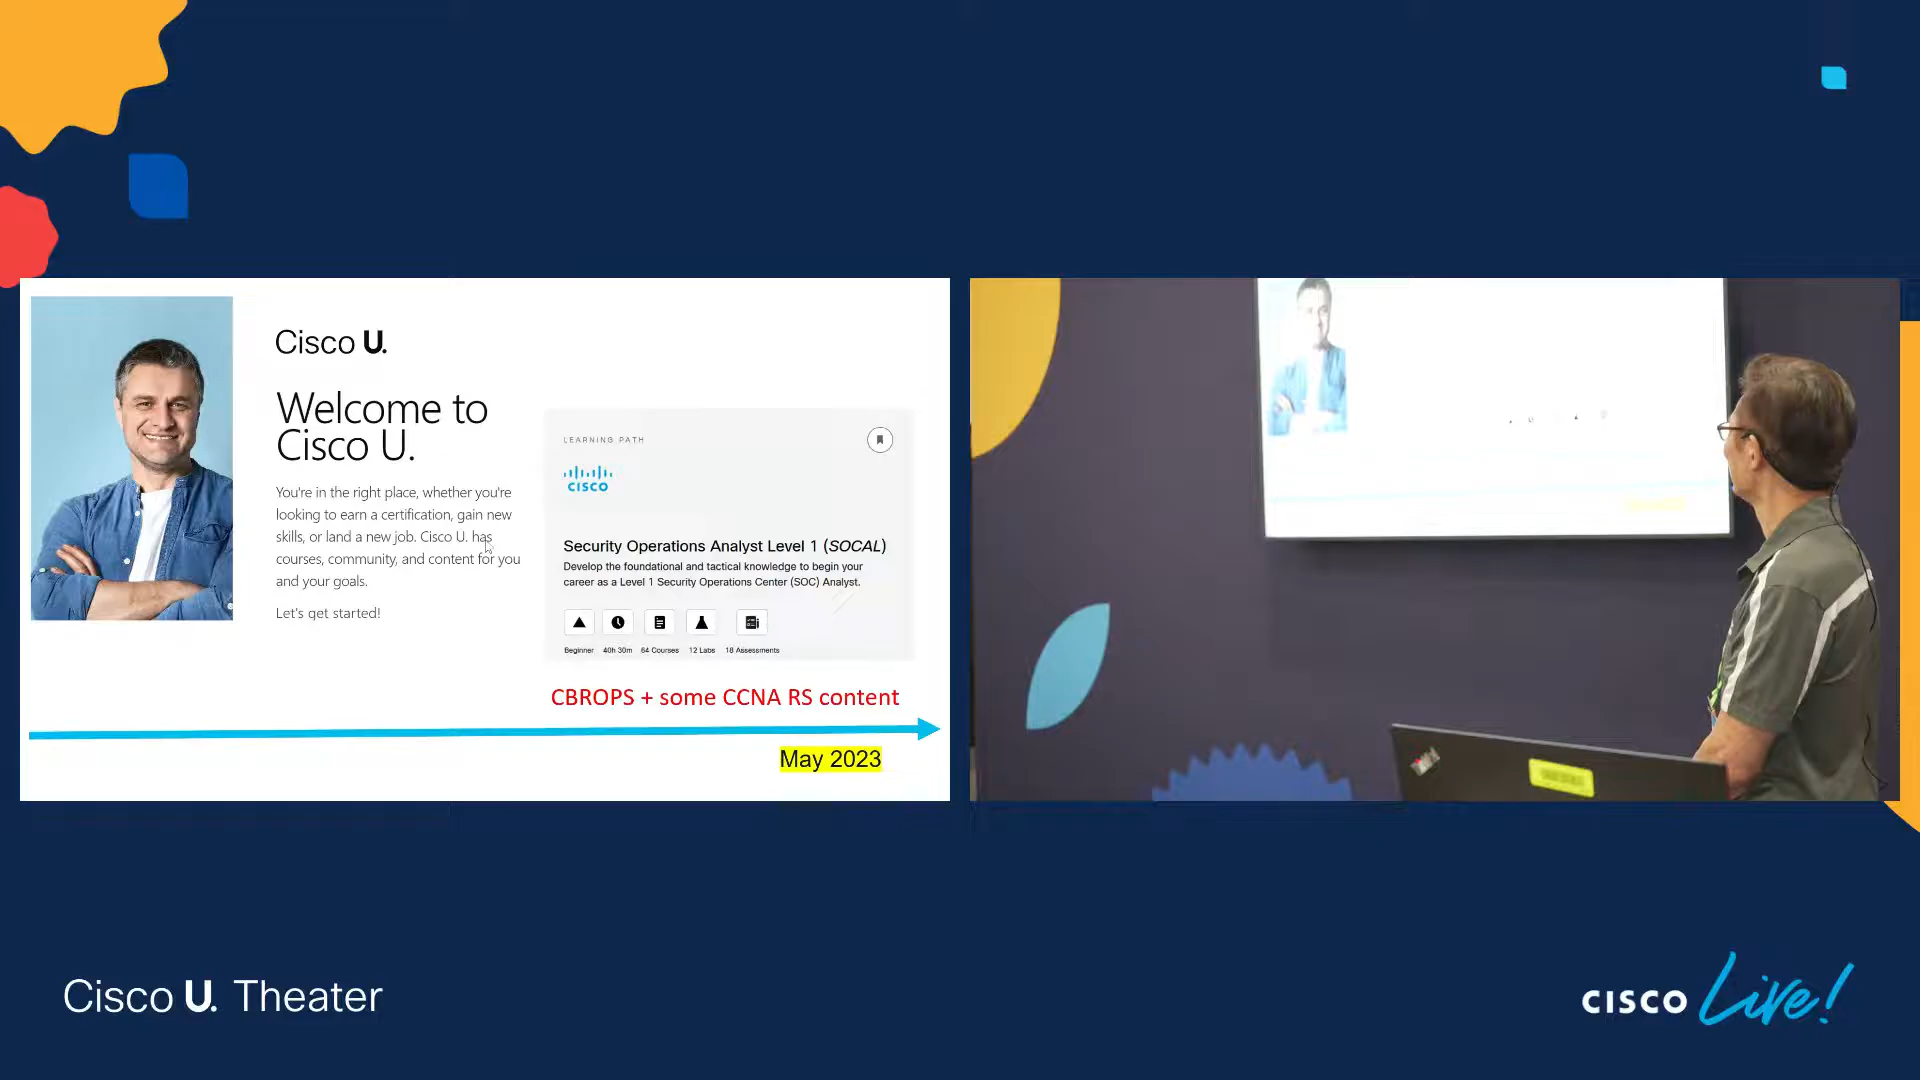 Cisco U.
Welcome to
Cisco U.
You're in the right place, whether you're
looking to earn a certification, gain new
skills, or land a new job. Cisco U. has
courses, community, and content for you
and your goals.
Let's get started!
LEARNING PATH
CISCO
Security Operations Analyst Level 1 (SOCAL)
Develop the foundational and tactical knowledge to begin your
career as a Level 1 Security Operations Center (SOC) Analyst.
Beginner 40h 30m 64 Courses 12 Labs 18 Assessments
CBROPS + some CCNA RS content
May 2023
Cisco U. Theater
CISCO Live!